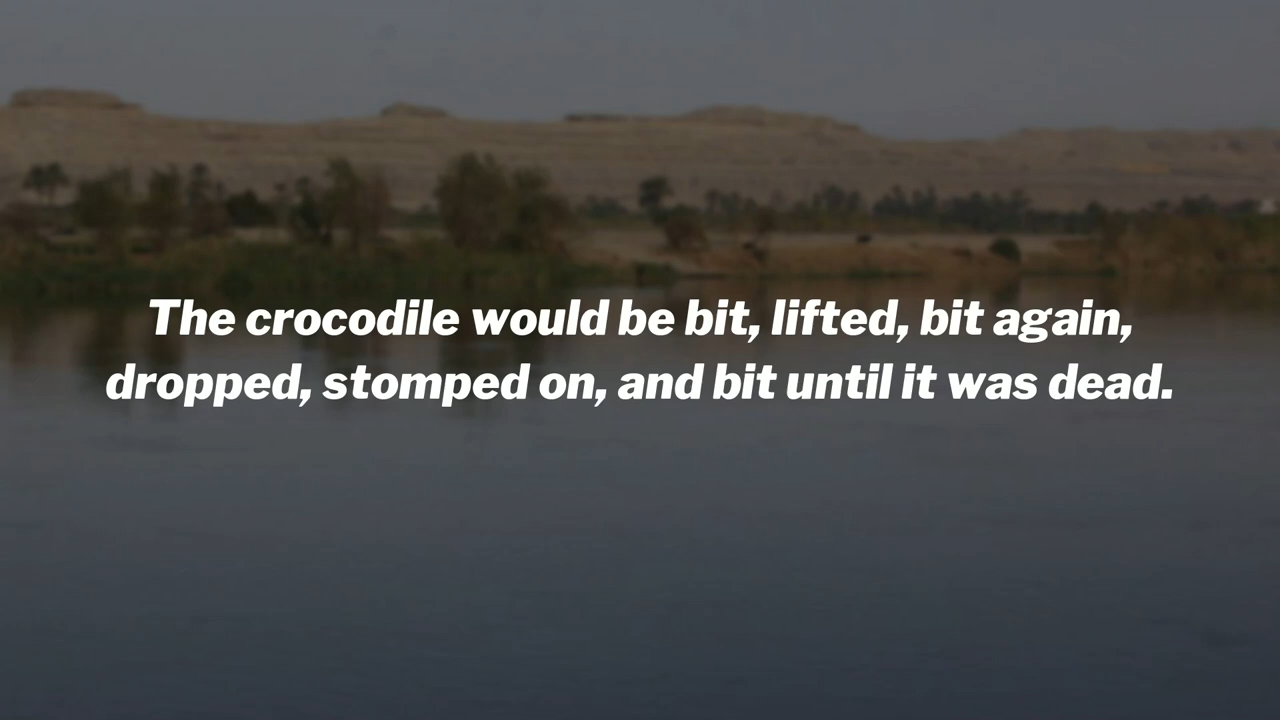 The crocodile would be bit, lifted, bit again,
dropped, stomped on, and bit until it was dead.